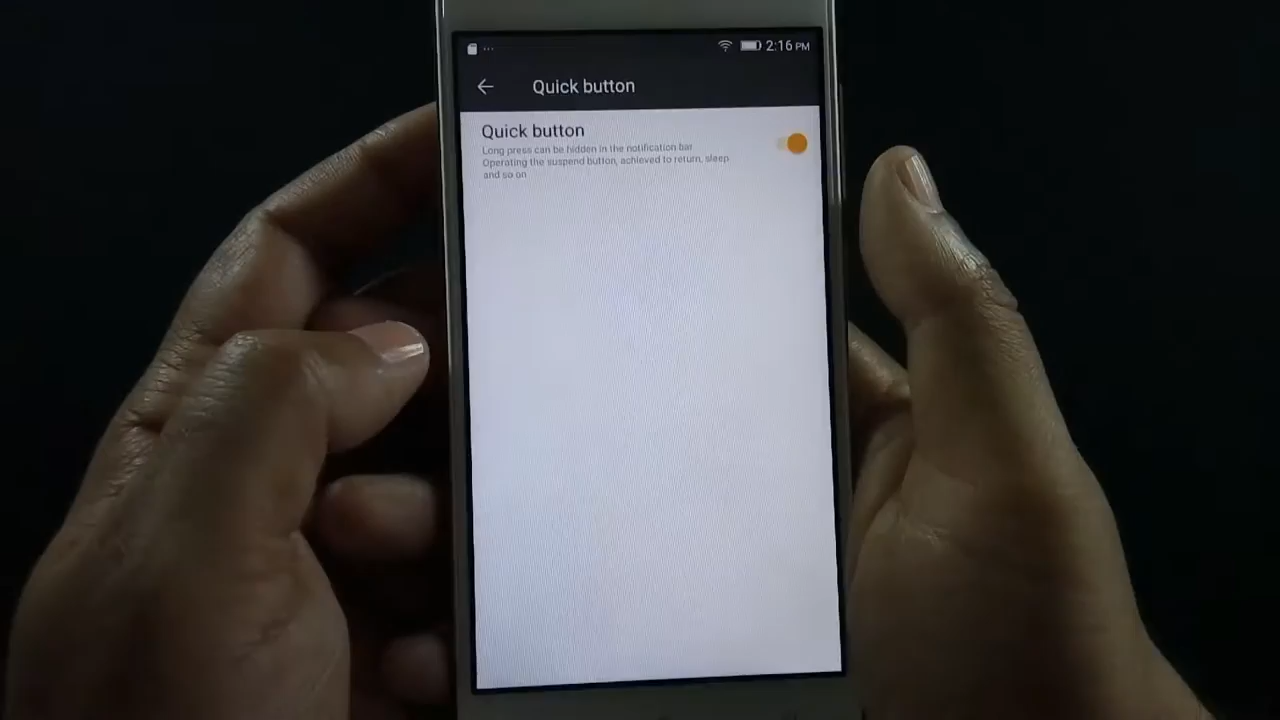 2:16 PM
Quick button
Quick button
Long press can be hidden in the notification bar
Operating the suspend button, achieved to return, sleep
and so on